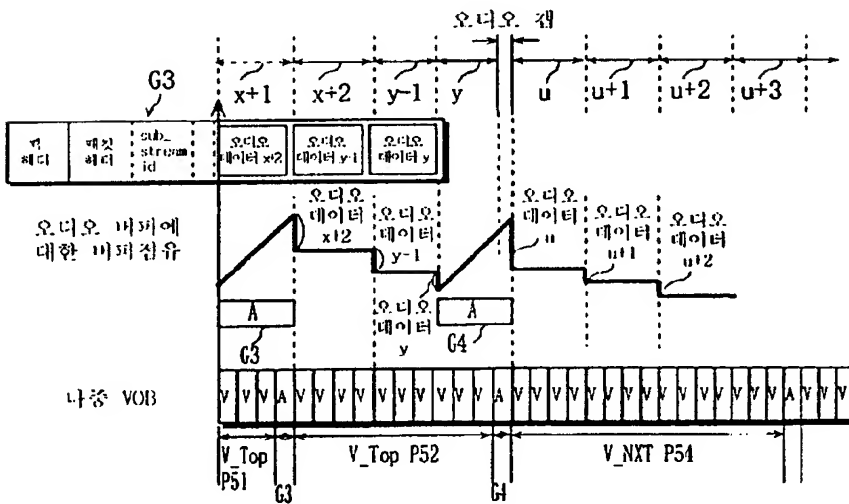 오디오 갭
x+1 x+2 y-1 y u u+1 u+2 u+3
G3
팩 헤더 패킷 헤더 sub_stream id 오디오 데이터 x+2 오디오 데이터 y-1 오디오 데이터 y
오디오 버퍼에
대한 버퍼점유
오디오 데이터 x+2
오디오 데이터 y-1
오디오 데이터 y
오디오 데이터 u
오디오 데이터 u+1
오디오 데이터 u+2
A A
G3 G4
나중 VOB
V V V A V V V V V V V V V V A V V V V V V V V V V V V V V A V V V
V_Top P51 G3 V_Top P52 G4 V_NXT P54